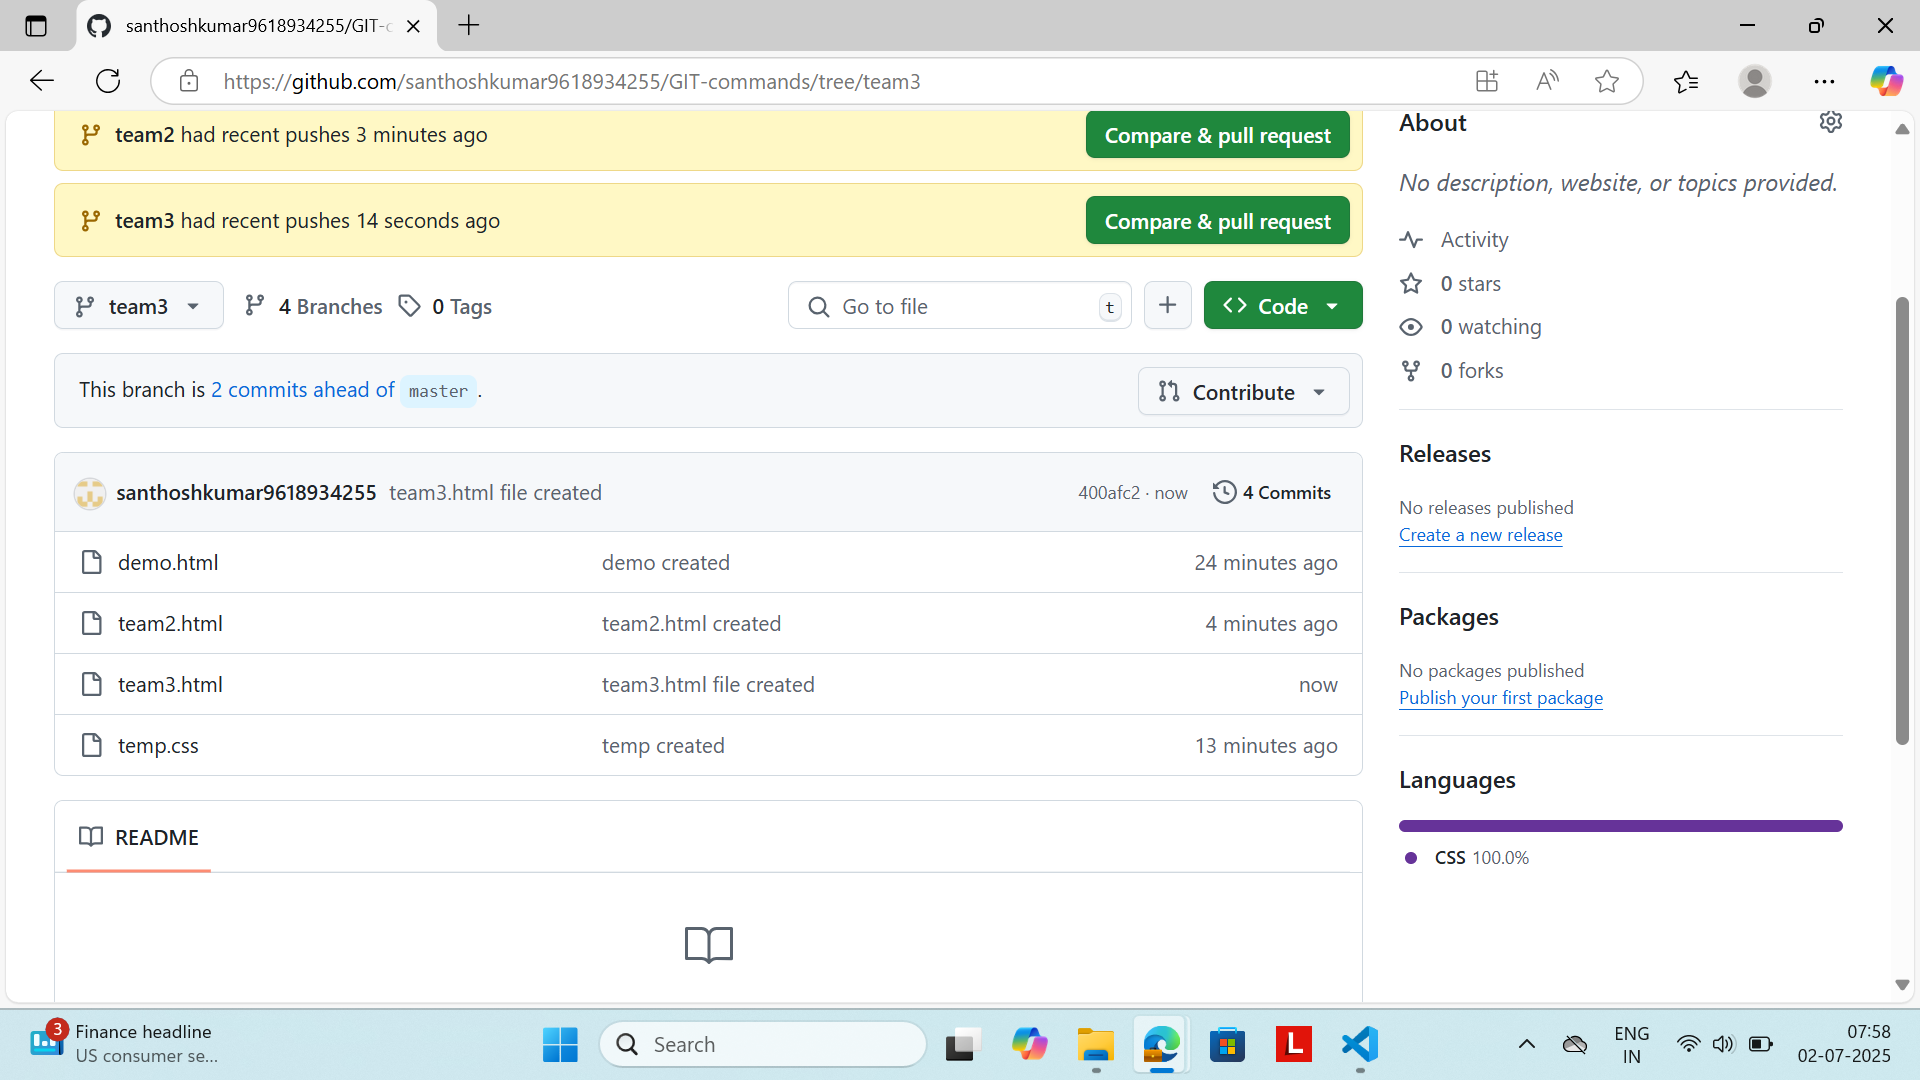 santhoshkumar9618934255/GIT-c
https://github.com/santhoshkumar9618934255/GIT-commands/tree/team3
team2 had recent pushes 3 minutes ago
Compare & pull request
team3 had recent pushes 14 seconds ago
Compare & pull request
team3
4 Branches
0 Tags
Go to file
t
Code
This branch is 2 commits ahead of master .
Contribute
santhoshkumar9618934255 team3.html file created
400afc2 · now
4 Commits
demo.html
demo created
24 minutes ago
team2.html
team2.html created
4 minutes ago
team3.html
team3.html file created
now
temp.css
temp created
13 minutes ago
README
About
No description, website, or topics provided.
Activity
0 stars
0 watching
0 forks
Releases
No releases published
Create a new release
Packages
No packages published
Publish your first package
Languages
CSS 100.0%
3
Finance headline
US consumer se...
Search
L
ENG
IN
07:58
02-07-2025